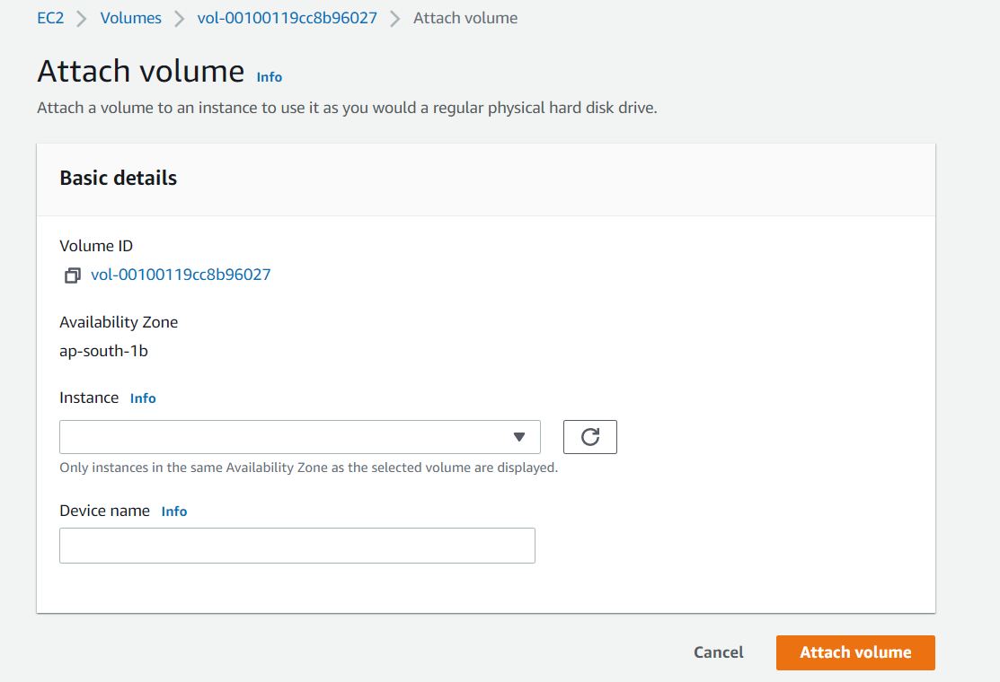 EC2 Volumes vol-00100119cc8b96027 Attach volume
Attach volume Info
Attach a volume to an instance to use it as you would a regular physical hard disk drive.
Basic details
Volume ID
vol-00100119cc8b96027
Availability Zone
ap-south-1b
Instance Info
Only instances in the same Availability Zone as the selected volume are displayed.
Device name Info
Cancel Attach volume